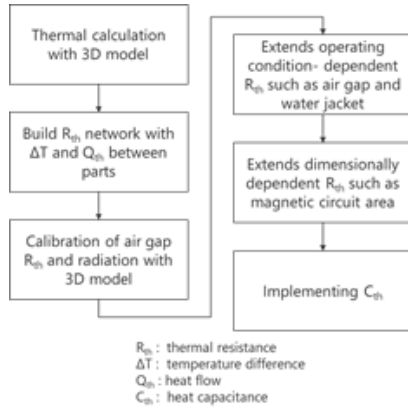 Thermal calculation
with 3D model
Build Rth network with
ΔT and Qth between
parts
Calibration of air gap
Rth and radiation with
3D model
Extends operating
condition- dependent
Rth such as air gap and
water jacket
Extends dimensionally
dependent Rth such as
magnetic circuit area
Implementing Cth
Rth : thermal resistance
ΔT : temperature difference
Qth : heat flow
Cth : heat capacitance